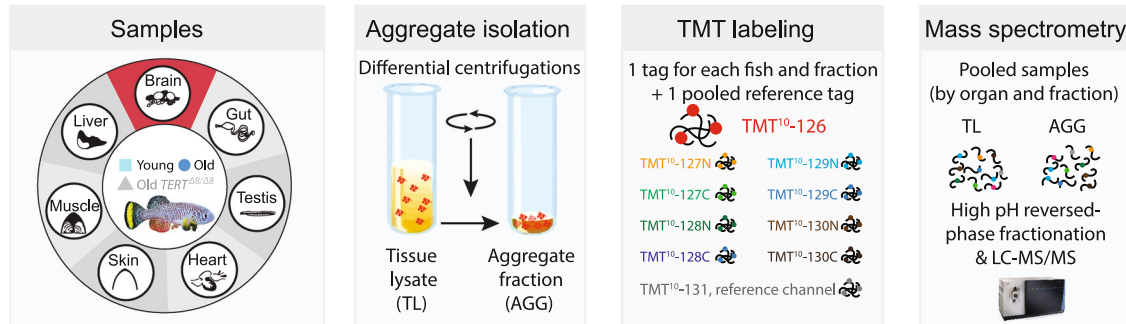 Samples
Brain
Liver
Gut
Young Old
Old TERT^Δ8/Δ8
Muscle
Testis
Skin
Heart
Aggregate isolation
Differential centrifugations
Tissue
lysate
(TL)
Aggregate
fraction
(AGG)
TMT labeling
1 tag for each fish and fraction
+ 1 pooled reference tag
TMT¹⁰-126
TMT¹⁰-127N
TMT¹⁰-129N
TMT¹⁰-127C
TMT¹⁰-129C
TMT¹⁰-128N
TMT¹⁰-130N
TMT¹⁰-128C
TMT¹⁰-130C
TMT¹⁰-131, reference channel
Mass spectrometry
Pooled samples
(by organ and fraction)
TL
AGG
High pH reversed-
phase fractionation
& LC-MS/MS